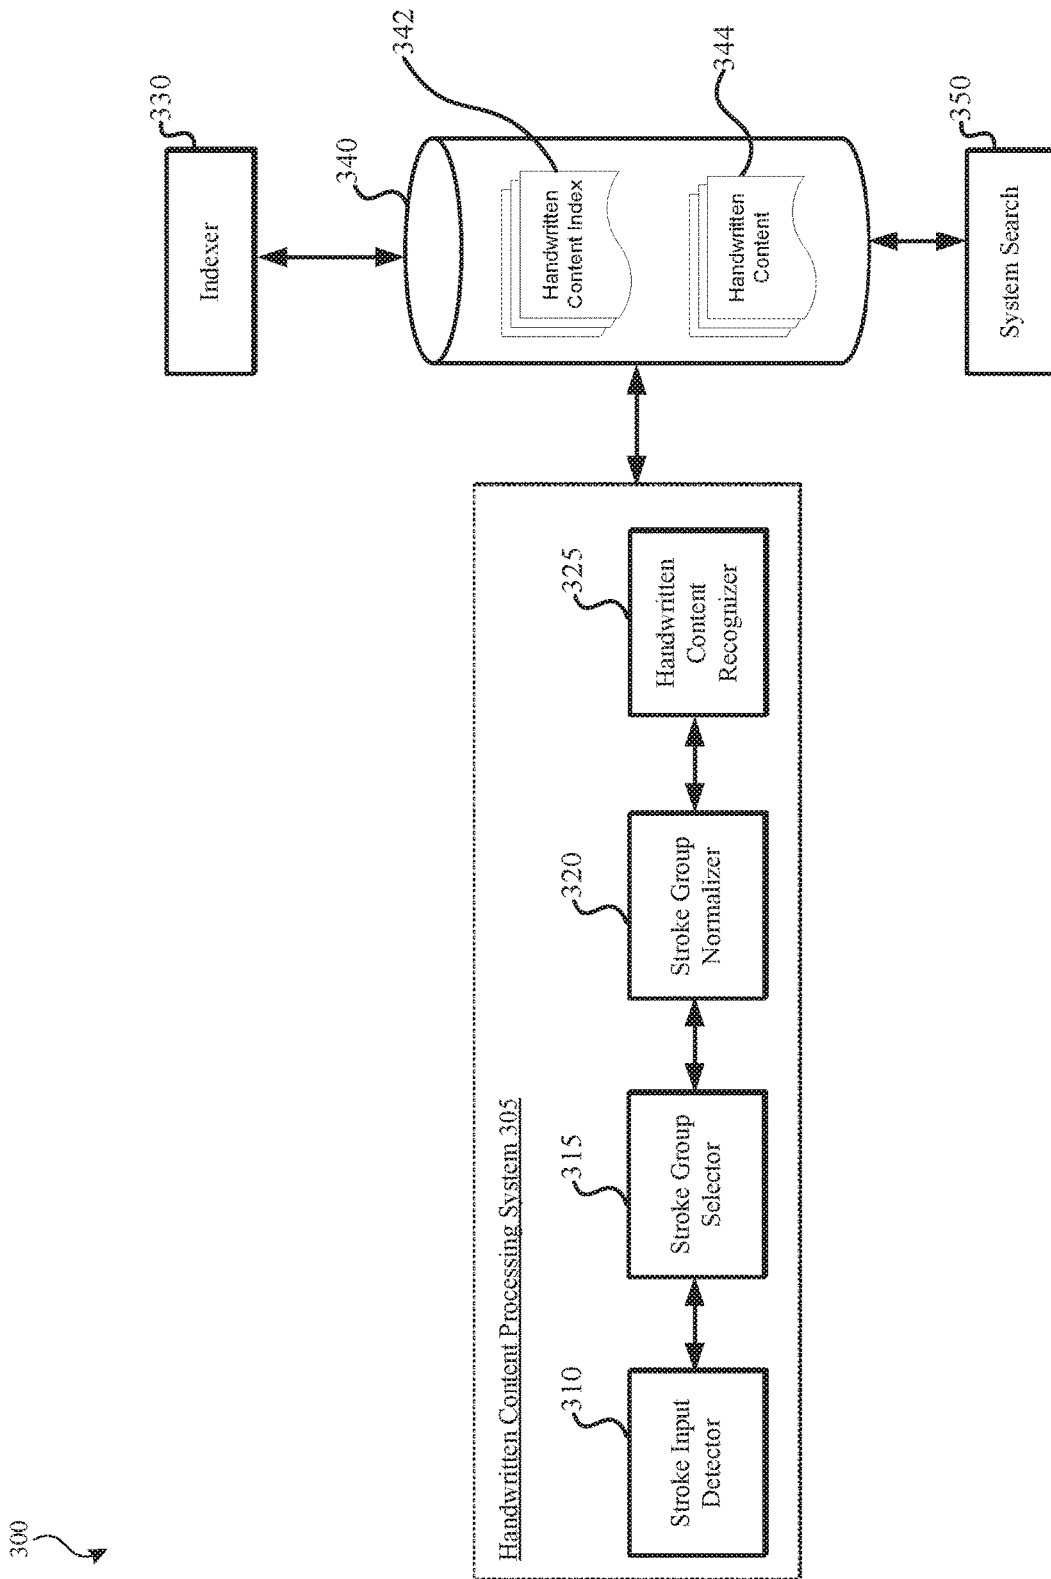 300
Handwritten Content Processing System 305
310
Stroke Input
Detector
315
Stroke Group
Selector
320
Stroke Group
Normalizer
325
Handwritten
Content
Recognizer
330
Indexer
340
342
Handwritten
Content Index
344
Handwritten
Content
350
System Search